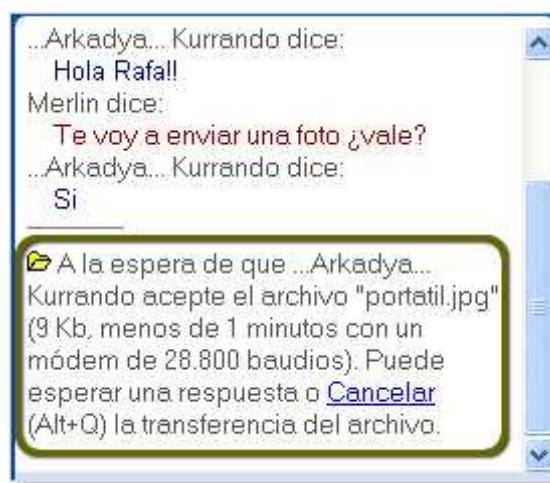 ...Arkadya... Kurrando dice:
Hola Rafa!!
Merlin dice:
Te voy a enviar una foto ¿vale?
...Arkadya... Kurrando dice:
Si
A la espera de que ...Arkadya...
Kurrando acepte el archivo "portatil.jpg"
(9 Kb, menos de 1 minutos con un
módem de 28.800 baudios). Puede
esperar una respuesta o Cancelar
(Alt+Q) la transferencia del archivo.